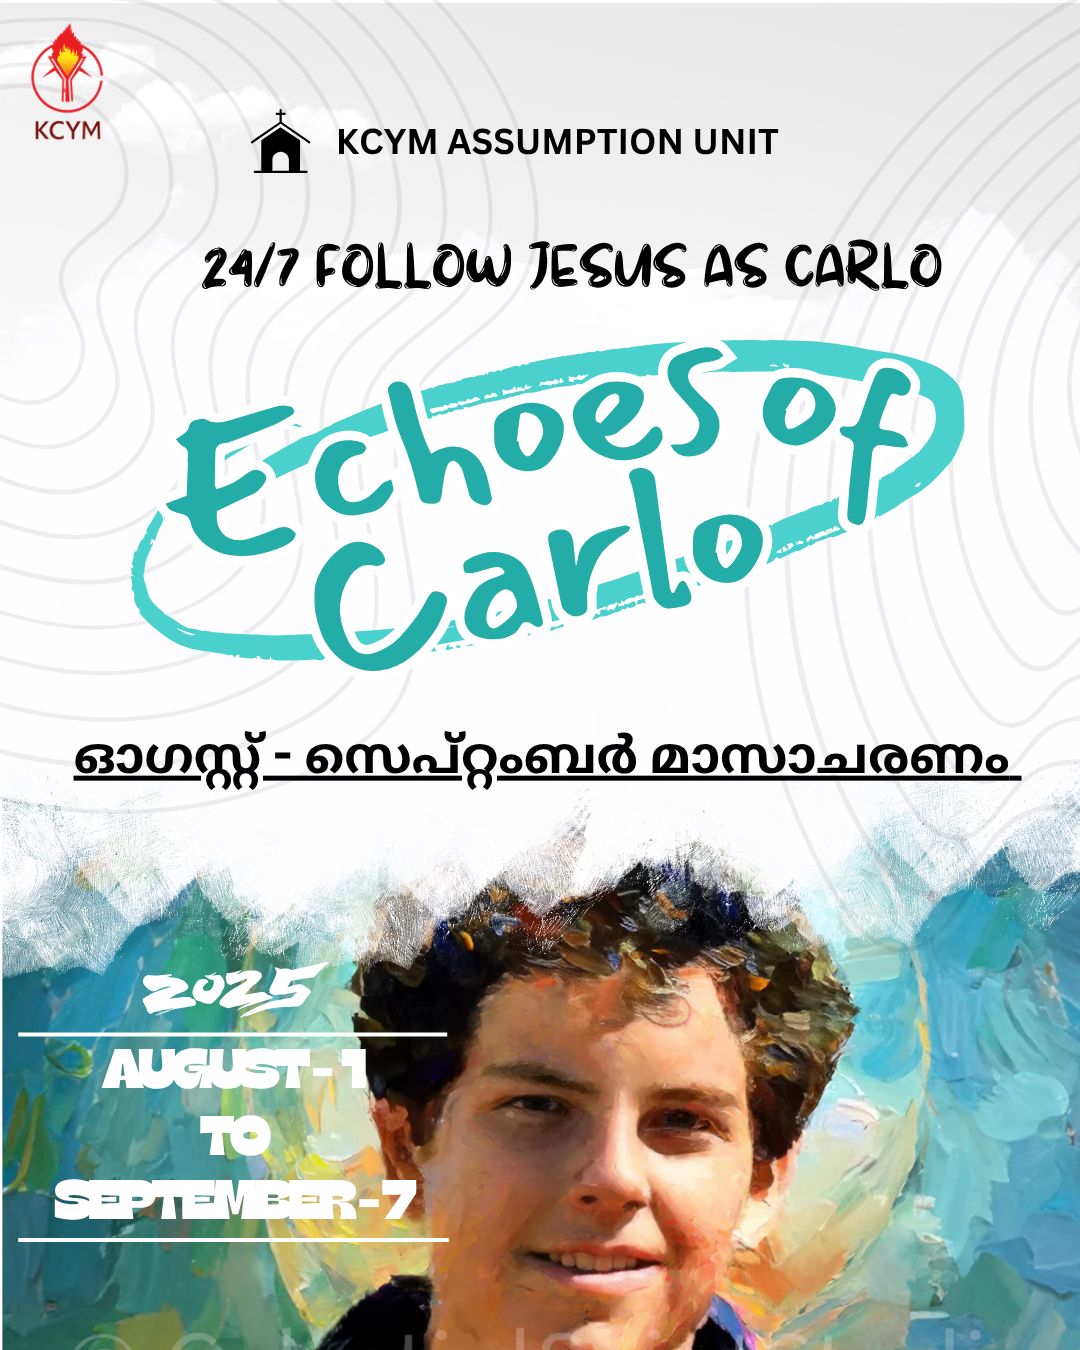 KCYM
KCYM ASSUMPTION UNIT
24/7 FOLLOW JESUS AS CARLO
Echoes of
Carlo
ഓഗസ്റ്റ് - സെപ്റ്റംബർ മാസാചരണം
2025
AUGUST - 1
TO
SEPTEMBER - 7